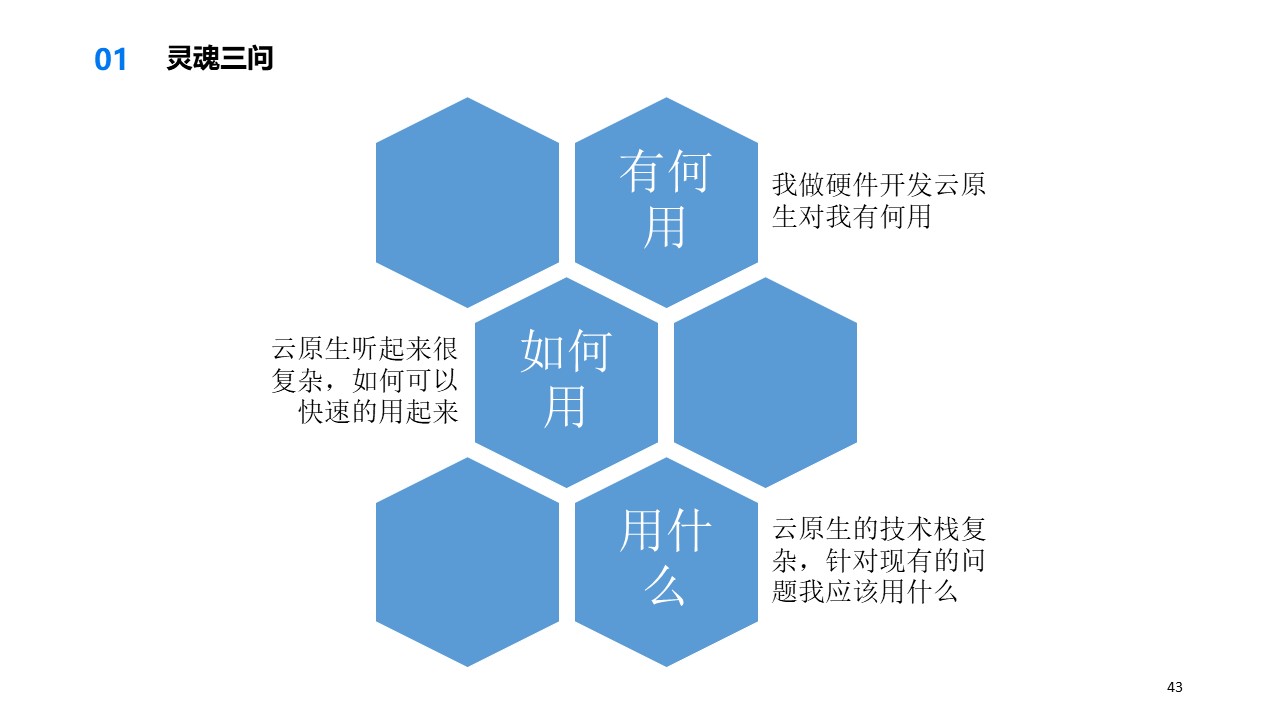 01 灵魂三问
有何
用
我做硬件开发云原
生对我有何用
云原生听起来很
复杂，如何可以
快速的用起来
如何
用
用什
么
云原生的技术栈复
杂，针对现有的问
题我应该用什么
43